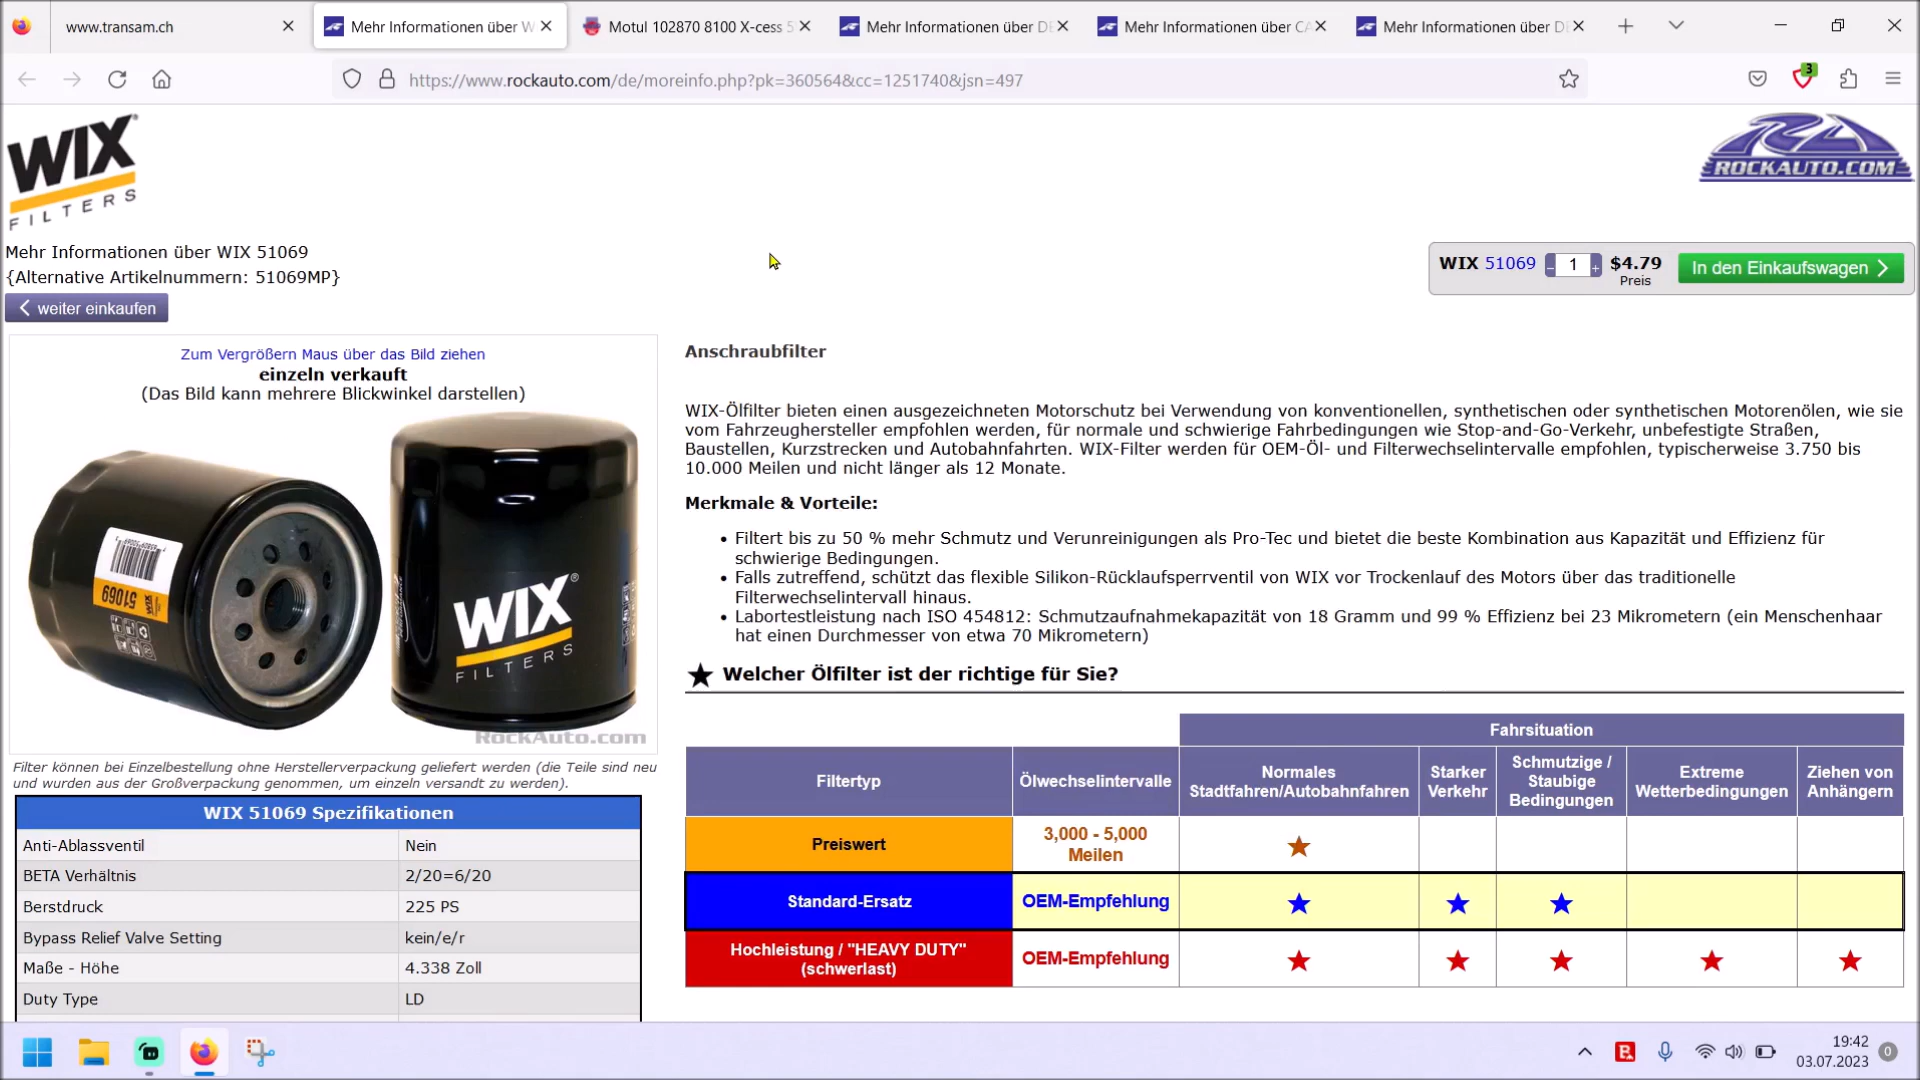 www.transam.ch
Mehr Informationen über W
Motul 102870 8100 X-cess 5
Mehr Informationen über DE
Mehr Informationen über CA
Mehr Informationen über DE
https://www.rockauto.com/de/moreinfo.php?pk=360564&cc=1251740&jsn=497
3
WIX
FILTERS
ROCKAUTO.COM
Mehr Informationen über WIX 51069
{Alternative Artikelnummern: 51069MP}
weiter einkaufen
WIX 51069 - 1 + $4.79
Preis
In den Einkaufswagen
Zum Vergrößern Maus über das Bild ziehen
einzeln verkauft
(Das Bild kann mehrere Blickwinkel darstellen)
51069
WIX
WIX®
FILTERS
RockAuto.com
Filter können bei Einzelbestellung ohne Herstellerverpackung geliefert werden (die Teile sind neu
und wurden aus der Großverpackung genommen, um einzeln versandt zu werden).
WIX 51069 Spezifikationen
Anti-Ablassventil Nein
BETA Verhältnis 2/20=6/20
Berstdruck 225 PS
Bypass Relief Valve Setting kein/e/r
Maße - Höhe 4.338 Zoll
Duty Type LD
Anschraubfilter
WIX-Ölfilter bieten einen ausgezeichneten Motorschutz bei Verwendung von konventionellen, synthetischen oder synthetischen Motorenölen, wie sie
vom Fahrzeughersteller empfohlen werden, für normale und schwierige Fahrbedingungen wie Stop-and-Go-Verkehr, unbefestigte Straßen,
Baustellen, Kurzstrecken und Autobahnfahrten. WIX-Filter werden für OEM-Öl- und Filterwechselintervalle empfohlen, typischerweise 3.750 bis
10.000 Meilen und nicht länger als 12 Monate.
Merkmale & Vorteile:
• Filtert bis zu 50 % mehr Schmutz und Verunreinigungen als Pro-Tec und bietet die beste Kombination aus Kapazität und Effizienz für
schwierige Bedingungen.
• Falls zutreffend, schützt das flexible Silikon-Rücklaufsperrventil von WIX vor Trockenlauf des Motors über das traditionelle
Filterwechselintervall hinaus.
• Labortestleistung nach ISO 454812: Schmutzaufnahmekapazität von 18 Gramm und 99 % Effizienz bei 23 Mikrometern (ein Menschenhaar
hat einen Durchmesser von etwa 70 Mikrometern)
★ Welcher Ölfilter ist der richtige für Sie?
Fahrsituation
Filtertyp
Ölwechselintervalle
Normales
Stadtfahren/Autobahnfahren
Starker
Verkehr
Schmutzige /
Staubige
Bedingungen
Extreme
Wetterbedingungen
Ziehen von
Anhängern
Preiswert
3,000 - 5,000
Meilen
★
Standard-Ersatz
OEM-Empfehlung
★ ★ ★
Hochleistung / "HEAVY DUTY"
(schwerlast)
OEM-Empfehlung
★ ★ ★ ★ ★
19:42
03.07.2023
0